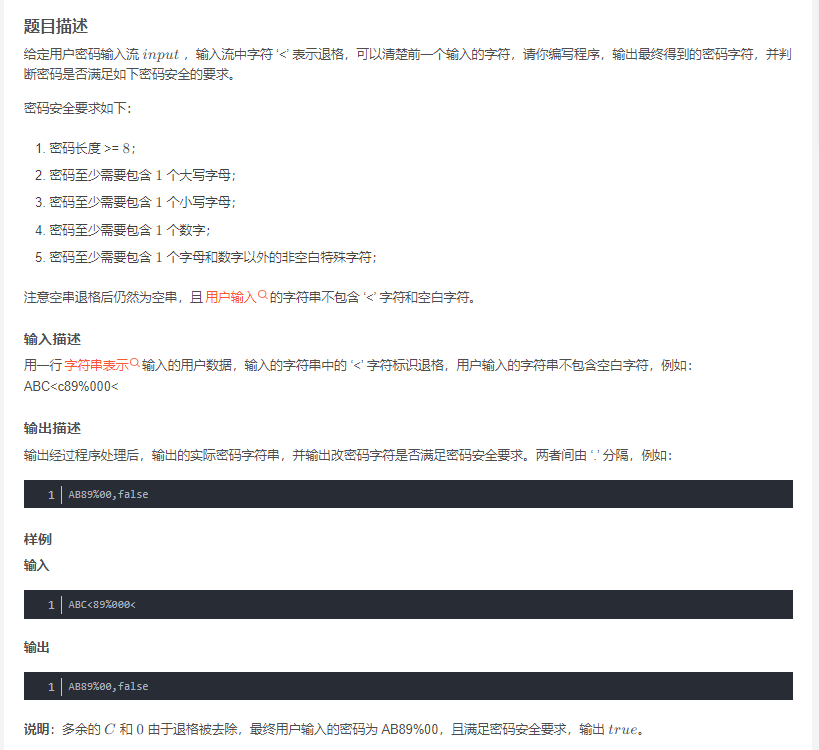 题目描述
给定用户密码输入流 input ，输入流中字符 '<' 表示退格，可以清楚前一个输入的字符，请你编写程序，输出最终得到的密码字符，并判
断密码是否满足如下密码安全的要求。
密码安全要求如下：
1. 密码长度 >= 8；
2. 密码至少需要包含 1 个大写字母；
3. 密码至少需要包含 1 个小写字母；
4. 密码至少需要包含 1 个数字；
5. 密码至少需要包含 1 个字母和数字以外的非空白特殊字符；
注意空串退格后仍然为空串，且 用户输入 的字符串不包含 '<' 字符和空白字符。
输入描述
用一行 字符串表示 输入的用户数据，输入的字符串中的 '<' 字符标识退格，用户输入的字符串不包含空白字符，例如：
ABC<c89%000<
输出描述
输出经过程序处理后，输出的实际密码字符串，并输出改密码字符是否满足密码安全要求。两者间由 '.' 分隔，例如：
1 AB89%00,false
样例
输入
1 ABC<89%000<
输出
1 AB89%00,false
说明：多余的 C 和 0 由于退格被去除，最终用户输入的密码为 AB89%00，且满足密码安全要求，输出 true。